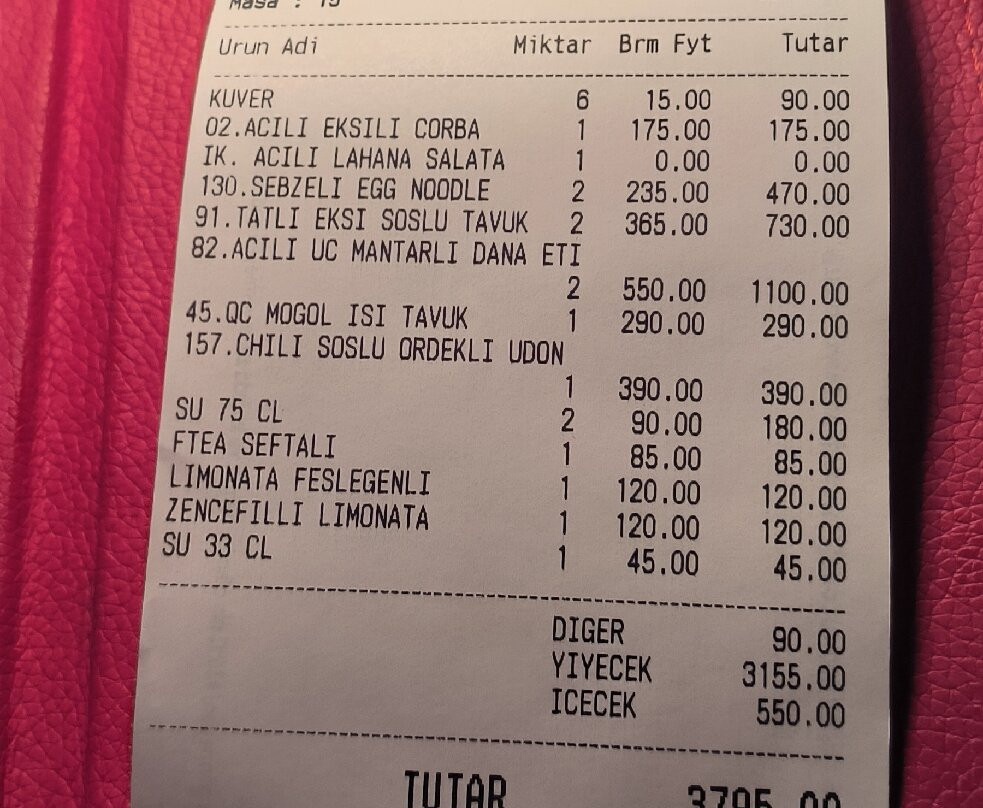 Masa : 15
Urun Adi Miktar Brm Fyt Tutar
KUVER 6 15.00 90.00
02.ACILI EKSILI CORBA 1 175.00 175.00
IK. ACILI LAHANA SALATA 1 0.00 0.00
130.SEBZELI EGG NOODLE 2 235.00 470.00
91.TATLI EKSI SOSLU TAVUK 2 365.00 730.00
82.ACILI UC MANTARLI DANA ETI
2 550.00 1100.00
45.QC MOGOL ISI TAVUK 1 290.00 290.00
157.CHILI SOSLU ORDEKLI UDON
1 390.00 390.00
SU 75 CL 2 90.00 180.00
FTEA SEFTALI 1 85.00 85.00
LIMONATA FESLEGENLI 1 120.00 120.00
ZENCEFILLI LIMONATA 1 120.00 120.00
SU 33 CL 1 45.00 45.00
DIGER 90.00
YIYECEK 3155.00
ICECEK 550.00
TUTAR 3795.00